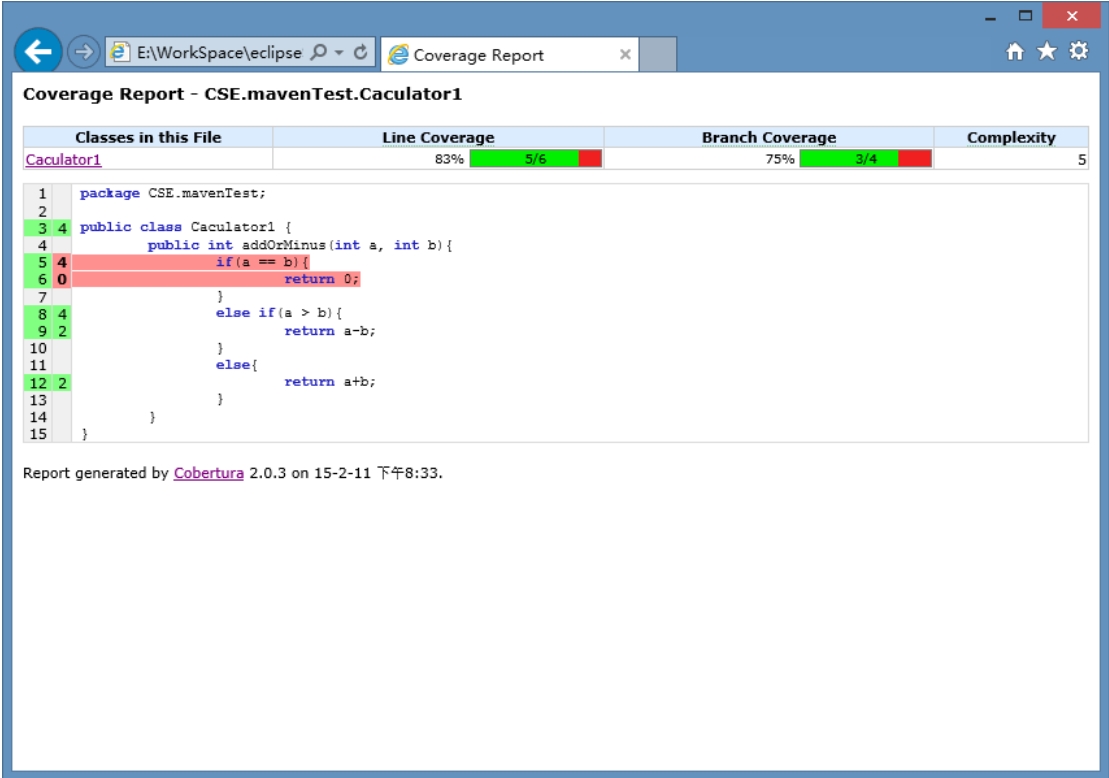 E:\WorkSpace\eclipse
Coverage Report
Coverage Report - CSE.mavenTest.Caculator1
Classes in this File Line Coverage Branch Coverage Complexity
Caculator1 83% 5/6 75% 3/4 5
1 package CSE.mavenTest;
2
3 4 public class Caculator1 {
4 public int addOrMinus(int a, int b){
5 4 if(a == b){
6 0 return 0;
7 }
8 4 else if(a > b){
9 2 return a-b;
10 }
11 else{
12 2 return a+b;
13 }
14 }
15 }
Report generated by Cobertura 2.0.3 on 15-2-11 下午8:33.